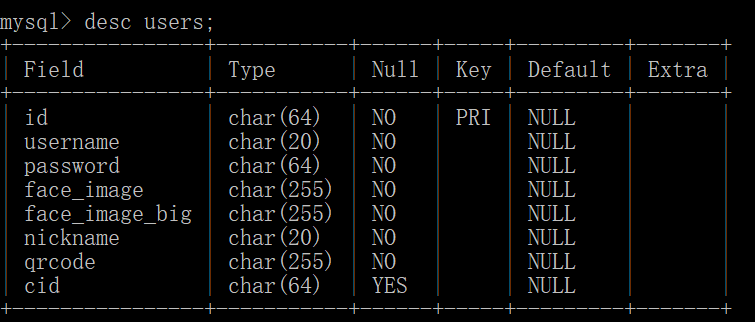 mysql> desc users;
+----------------+-----------+------+-----+---------+-------+
| Field          | Type      | Null | Key | Default | Extra |
+----------------+-----------+------+-----+---------+-------+
| id             | char(64)  | NO   | PRI | NULL    |       |
| username       | char(20)  | NO   |     | NULL    |       |
| password       | char(64)  | NO   |     | NULL    |       |
| face_image     | char(255) | NO   |     | NULL    |       |
| face_image_big | char(255) | NO   |     | NULL    |       |
| nickname       | char(20)  | NO   |     | NULL    |       |
| qrcode         | char(255) | NO   |     | NULL    |       |
| cid            | char(64)  | YES  |     | NULL    |       |
+----------------+-----------+------+-----+---------+-------+